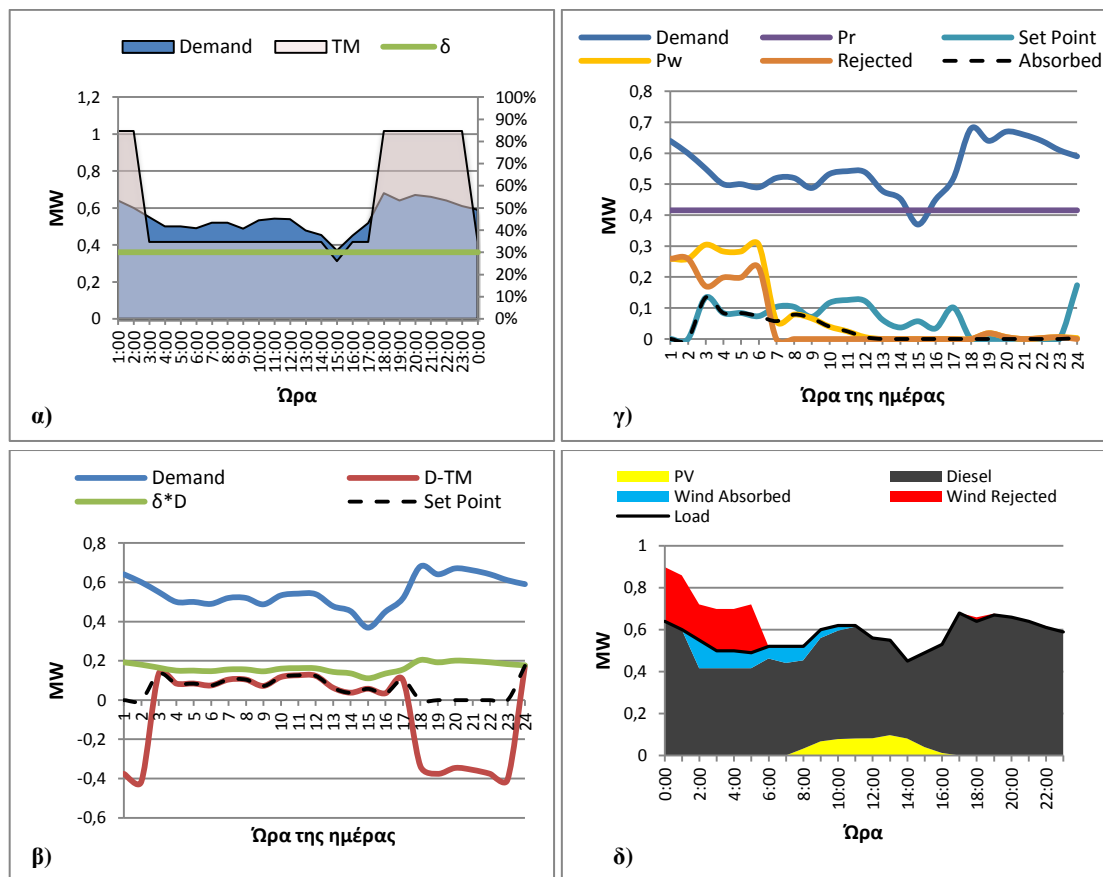 Demand TM δ
MW
1,2
1
0,8
0,6
0,4
0,2
0
100%
90%
80%
70%
60%
50%
40%
30%
20%
10%
0%
1:00 2:00 3:00 4:00 5:00 6:00 7:00 8:00 9:00 10:00 11:00 12:00 13:00 14:00 15:00 16:00 17:00 18:00 19:00 20:00 21:00 22:00 23:00 0:00
Ώρα
α)
Demand Pr Set Point
Pw Rejected Absorbed
MW
0,8
0,7
0,6
0,5
0,4
0,3
0,2
0,1
0
1 2 3 4 5 6 7 8 9 10 11 12 13 14 15 16 17 18 19 20 21 22 23 24
Ώρα της ημέρας
γ)
Demand D-TM
δ*D Set Point
MW
0,8
0,6
0,4
0,2
0
-0,2
-0,4
-0,6
1 2 3 4 5 6 7 8 9 10 11 12 13 14 15 16 17 18 19 20 21 22 23 24
Ώρα της ημέρας
β)
PV Diesel
Wind Absorbed Wind Rejected
Load
MW
1
0,8
0,6
0,4
0,2
0
0:00 2:00 4:00 6:00 8:00 10:00 12:00 14:00 16:00 18:00 20:00 22:00
Ώρα
δ)